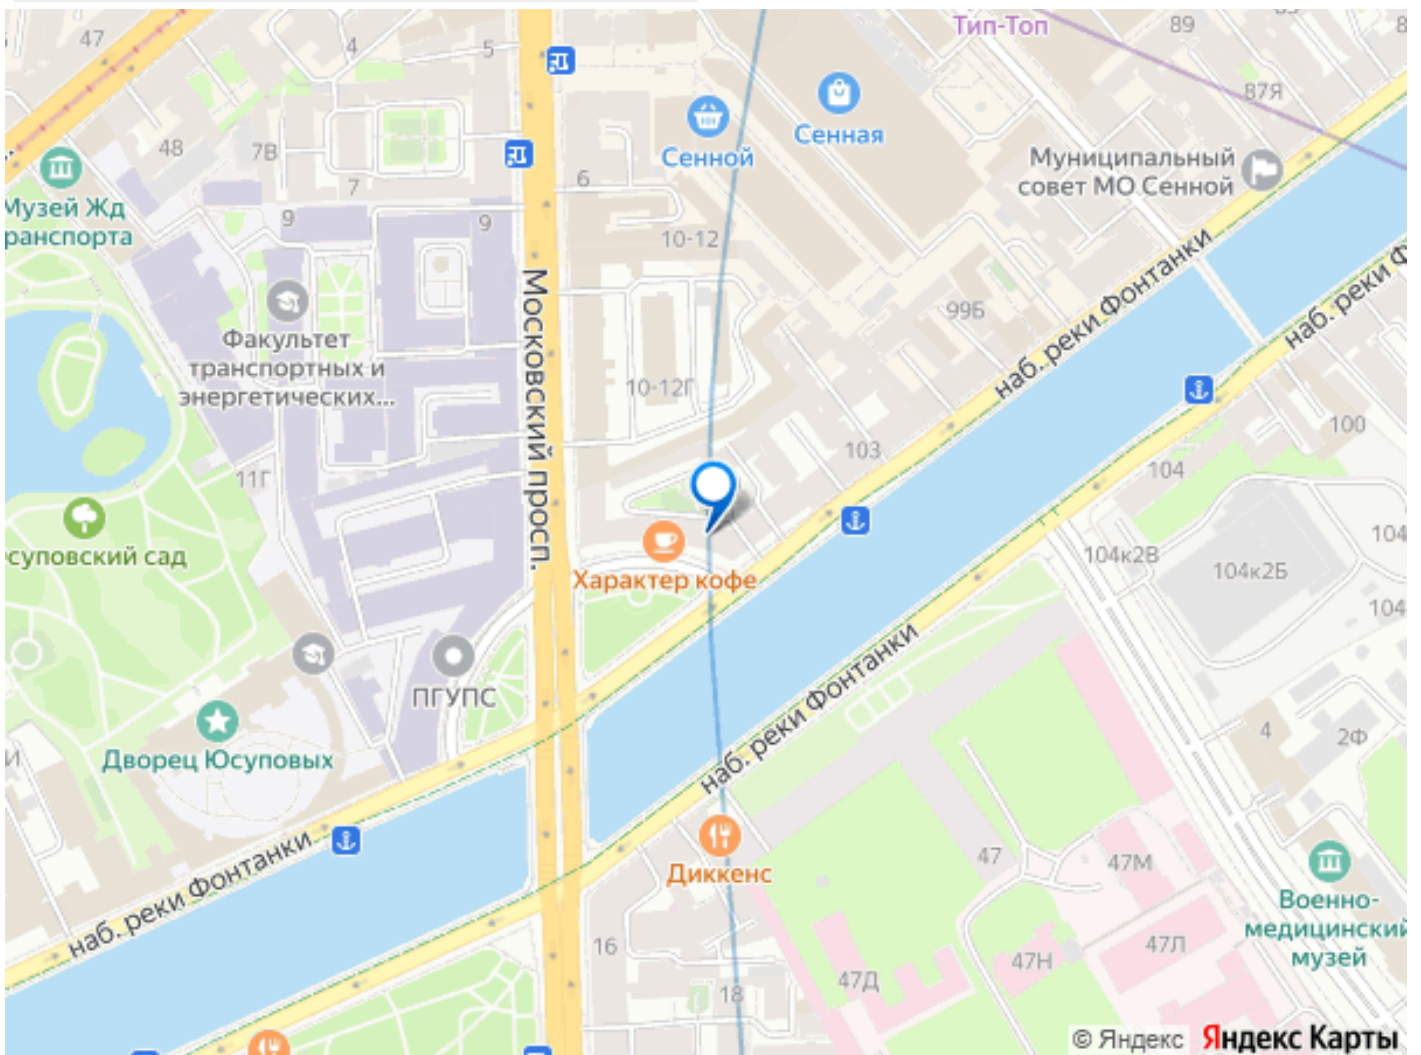 Тип-Топ
89
47
4
5
87Я
Сенной
Сенная
48
7В
7
6
Муниципальный
совет МО Сенной
Музей Жд
транспорта
9
9
10-12
Московский просп.
наб. реки Фонтанки
наб. реки Ф
99Б
Факультет
транспортных и
энергетических...
10-12Г
103
100
104
11Г
104
Характер кофе
суповский сад
104к2В
104к2Б
104
ПГУПС
Дворец Юсуповых
И
наб. реки Фонтанки
4
2Ф
наб. реки Фонтанки
Диккенс
47
47М
Военно-
медицинский
музей
16
47Л
47Н
47Д
18
© Яндекс Яндекс Карты